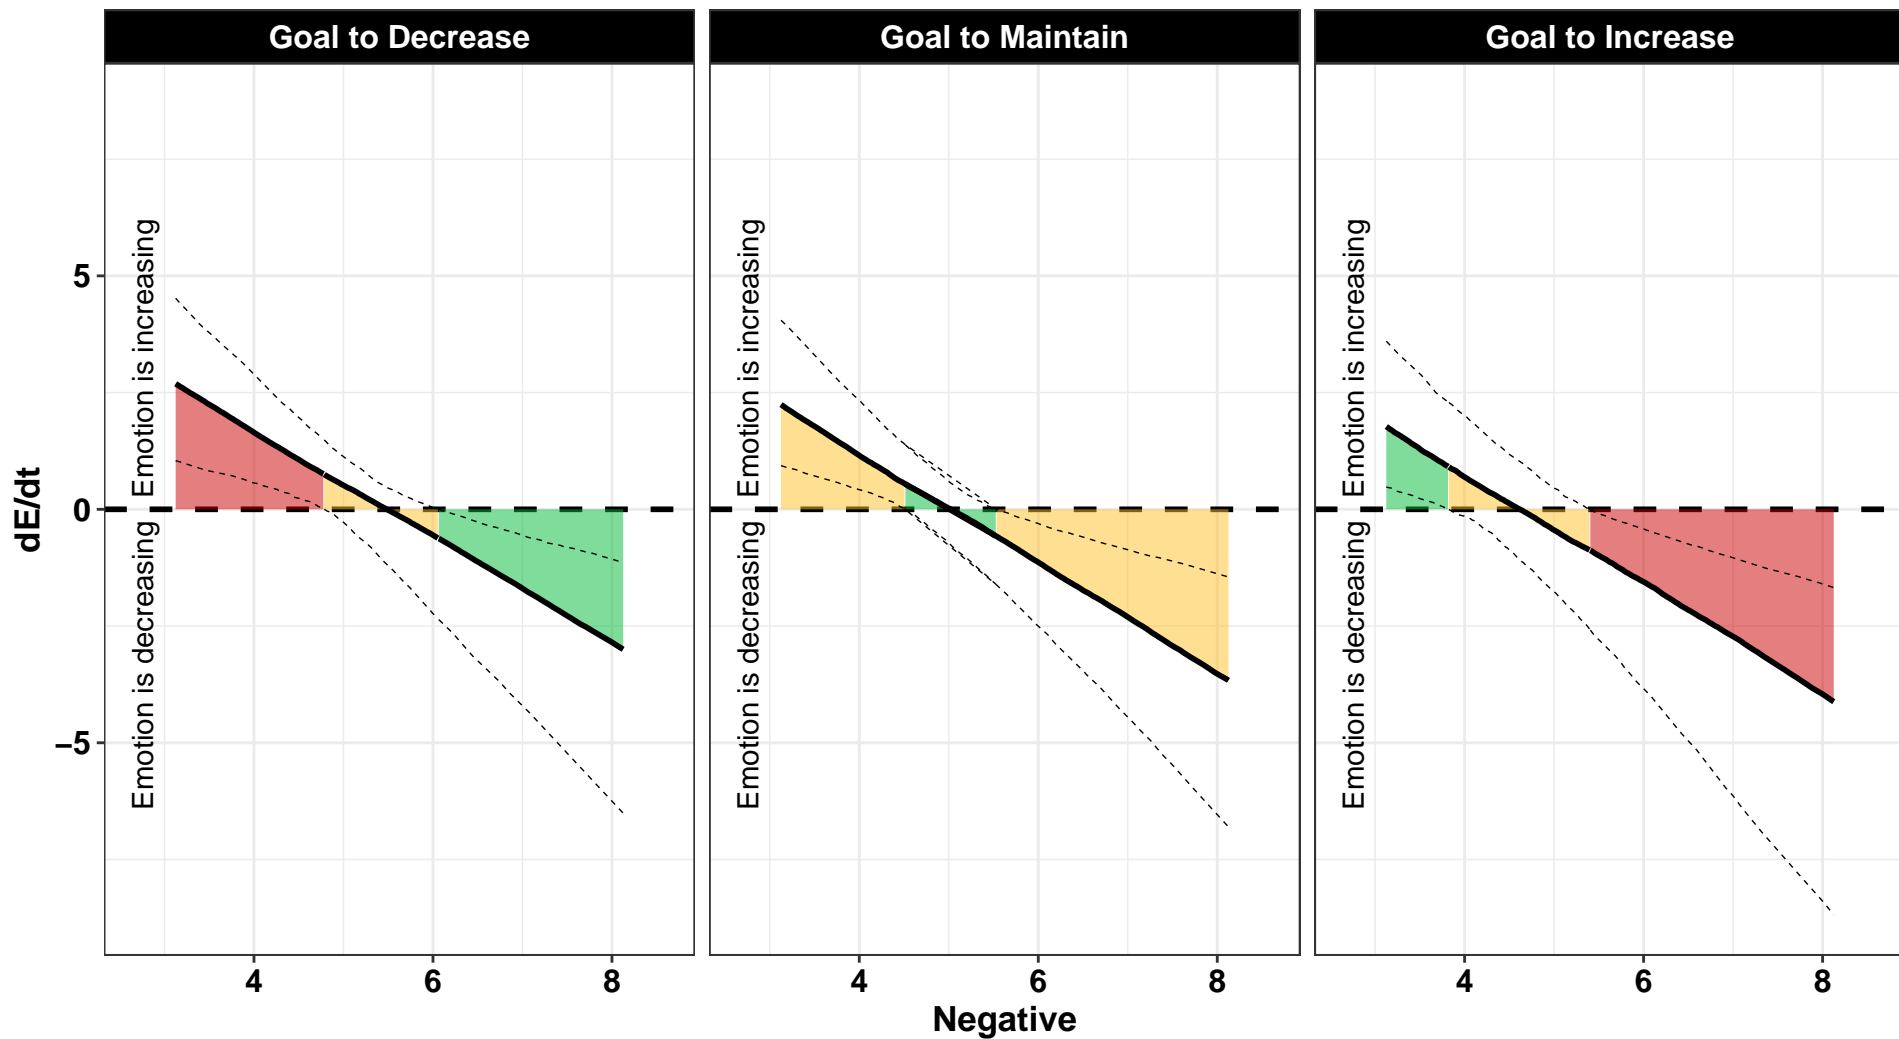 Goal to Decrease
Goal to Maintain
Goal to Increase
dE/dt
5
0
−5
Emotion is increasing
Emotion is decreasing
Emotion is increasing
Emotion is decreasing
Emotion is increasing
Emotion is decreasing
4 6 8
4 6 8
4 6 8
Negative